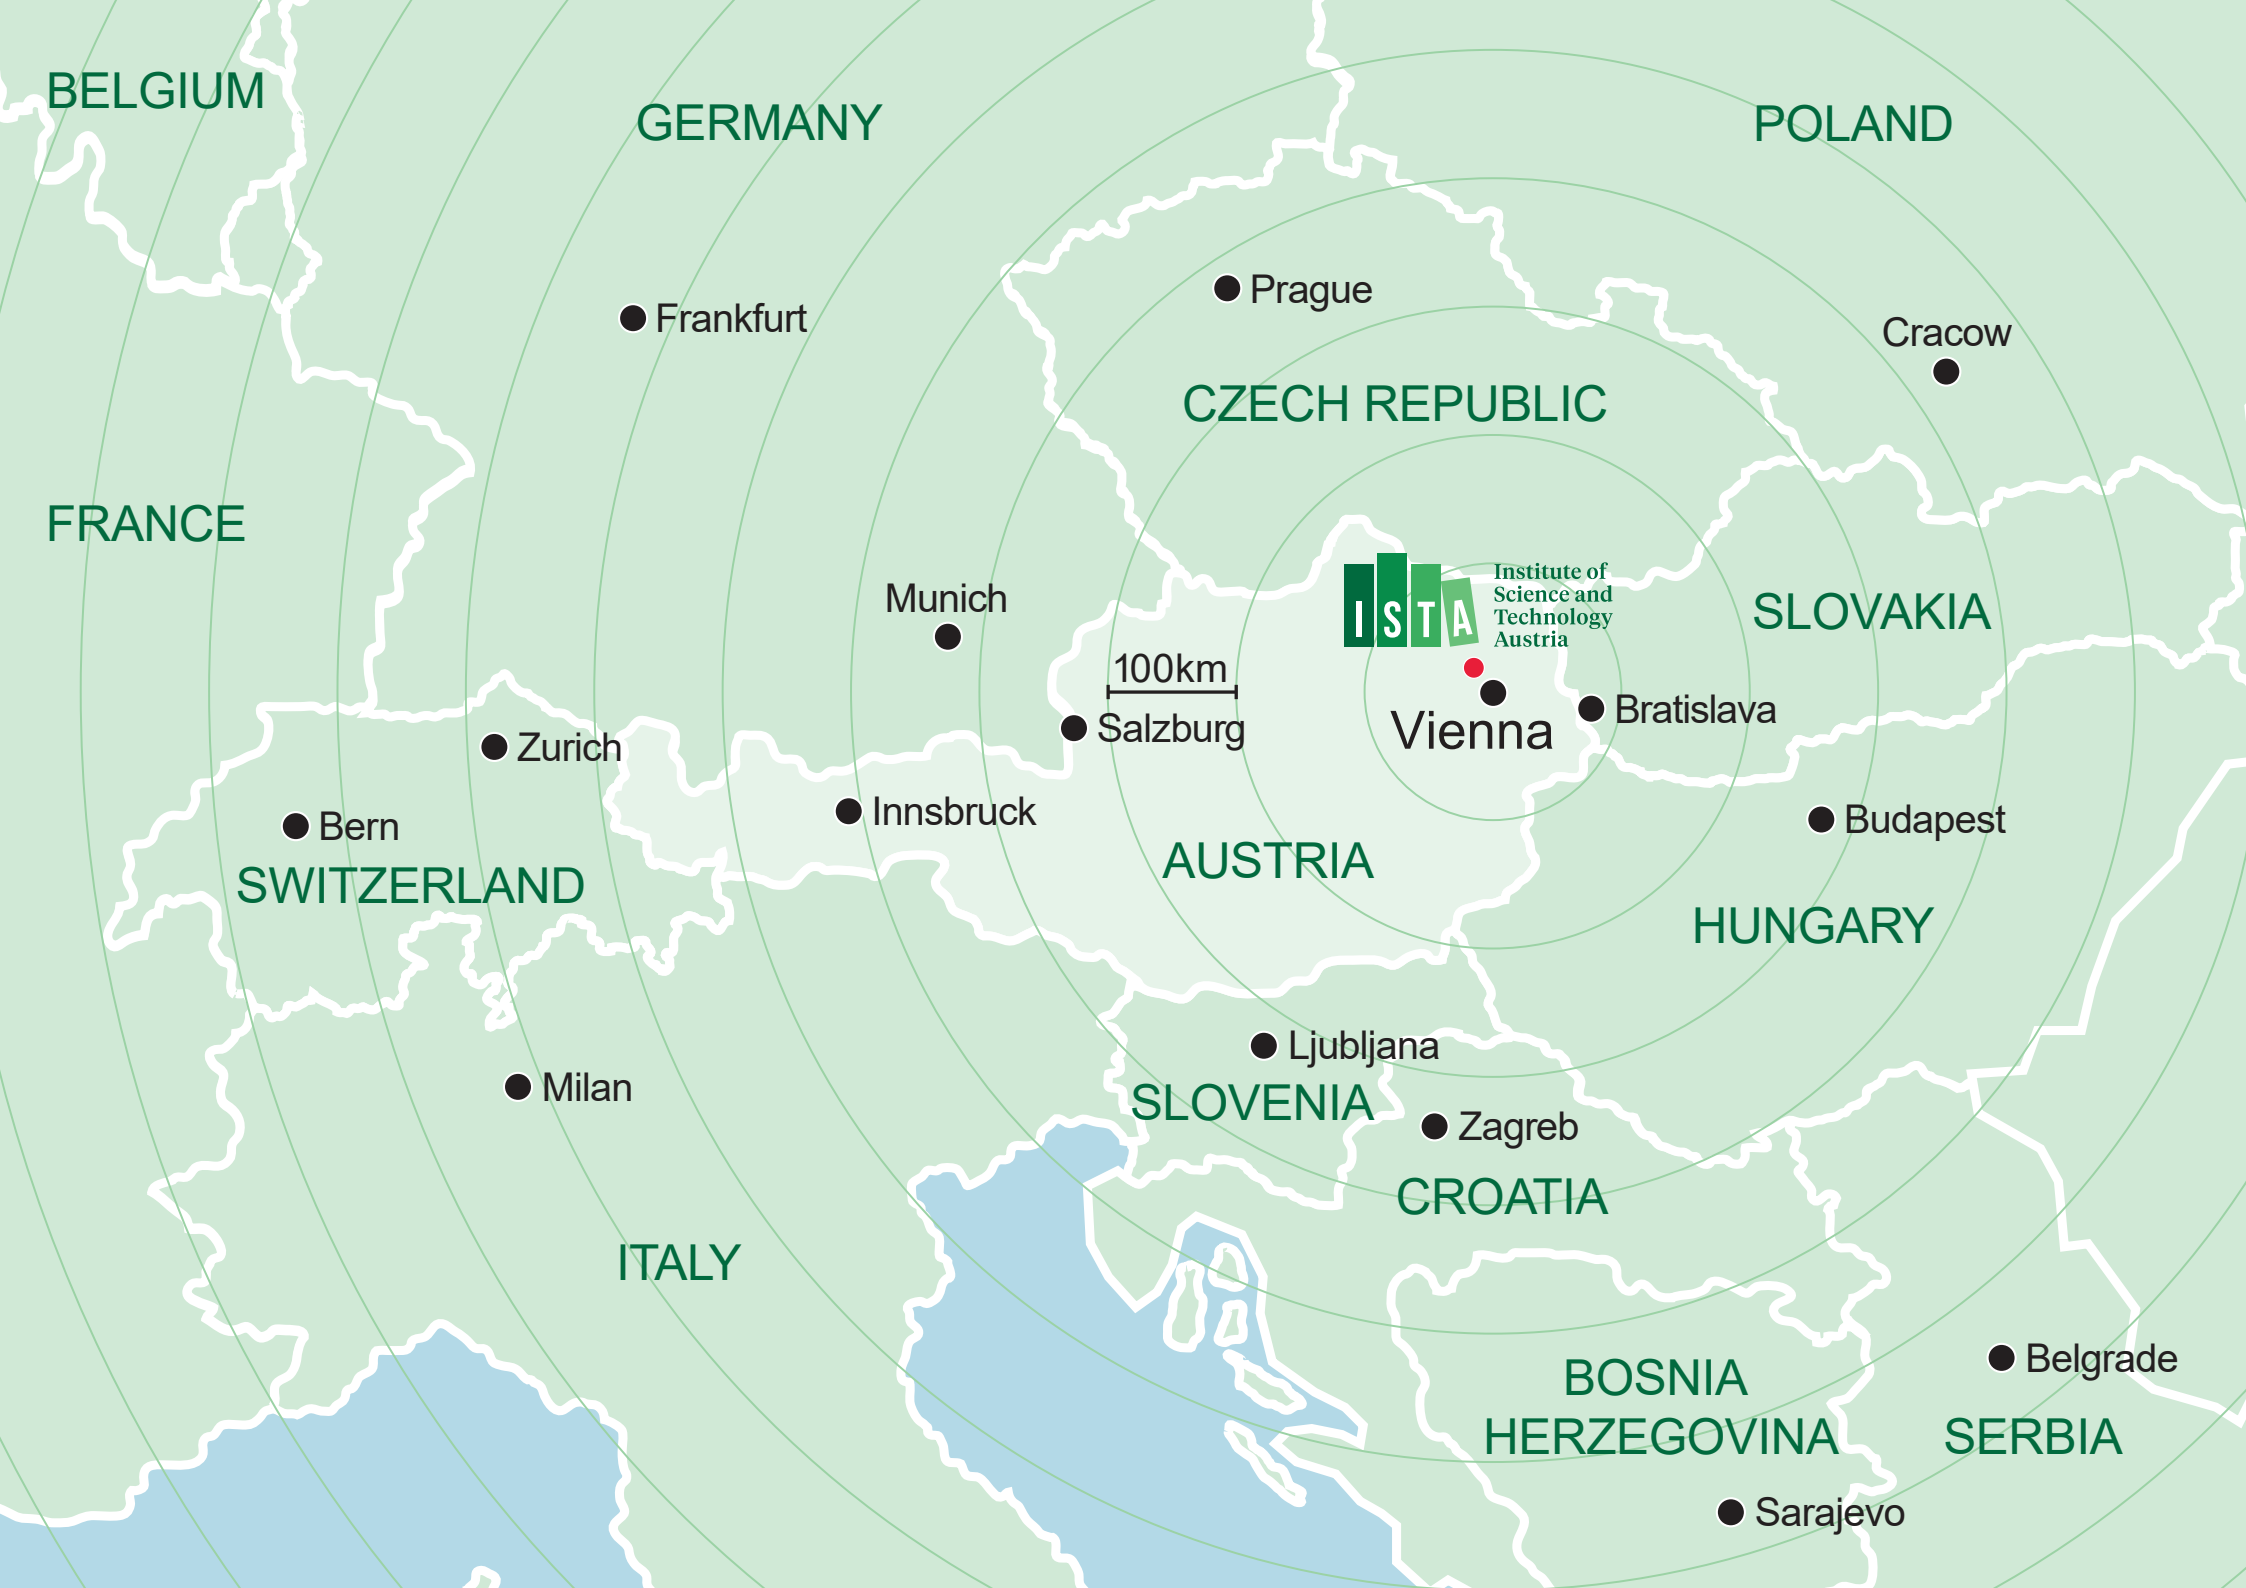 BELGIUM
GERMANY
POLAND
Prague
Frankfurt
Cracow
CZECH REPUBLIC
FRANCE
ISTA
Institute of
Science and
Technology
Austria
Munich
SLOVAKIA
100km
Salzburg
Vienna
Bratislava
Zurich
Innsbruck
Bern
Budapest
SWITZERLAND
AUSTRIA
HUNGARY
Ljubljana
Milan
SLOVENIA
Zagreb
CROATIA
ITALY
Belgrade
BOSNIA
HERZEGOVINA
SERBIA
Sarajevo